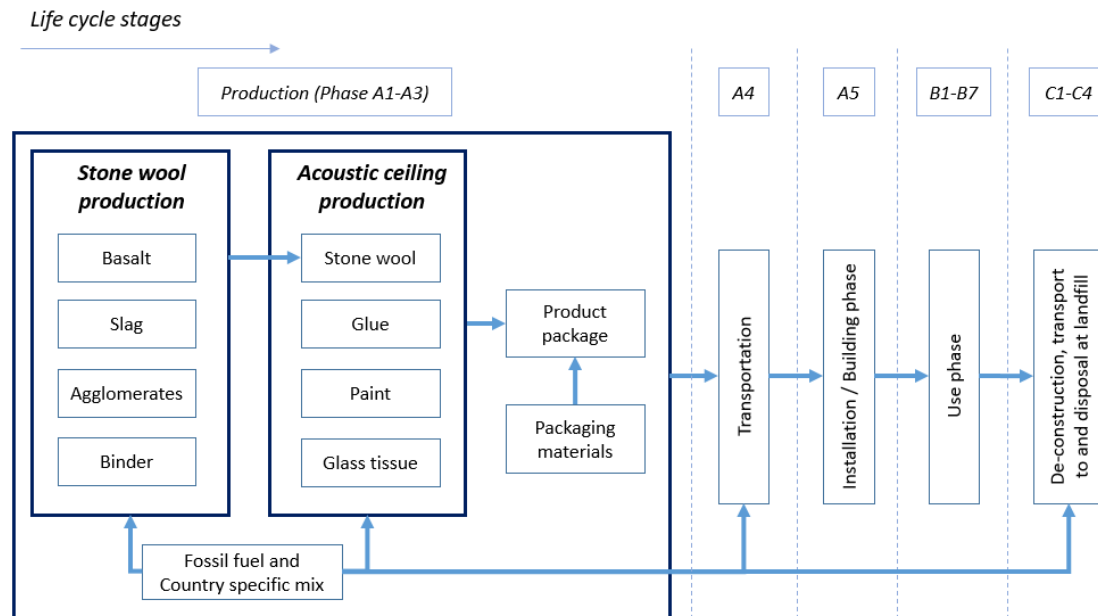 Life cycle stages
Production (Phase A1-A3)
A4
A5
B1-B7
C1-C4
Stone wool
production
Basalt
Slag
Agglomerates
Binder
Acoustic ceiling
production
Stone wool
Glue
Paint
Glass tissue
Product
package
Packaging
materials
Fossil fuel and
Country specific mix
Transportation
Installation / Building phase
Use phase
De-construction, transport
to and disposal at landfill